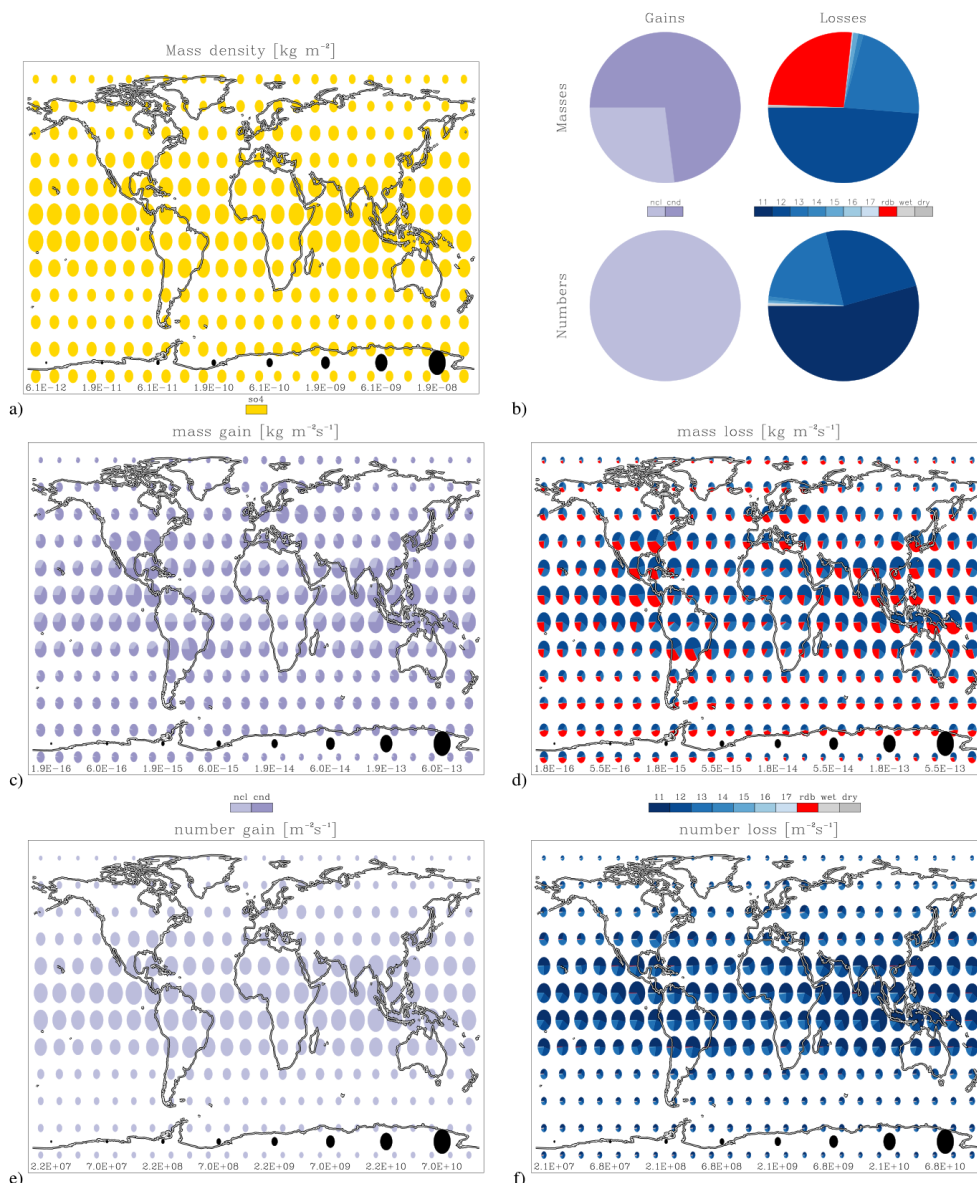 Mass density [kg m⁻²]
6.1E-12 1.9E-11 6.1E-11 1.9E-10 6.1E-10 1.9E-09 6.1E-09 1.9E-08
so4
a)
Gains Losses
Masses
ncl cnd 11 12 13 14 15 16 17 rdb wet dry
Numbers
b)
mass gain [kg m⁻²s⁻¹]
1.9E-16 6.0E-16 1.9E-15 6.0E-15 1.9E-14 6.0E-14 1.9E-13 6.0E-13
c)
ncl cnd
mass loss [kg m⁻²s⁻¹]
1.8E-16 5.5E-16 1.8E-15 5.5E-15 1.8E-14 5.5E-14 1.8E-13 5.5E-13
d)
11 12 13 14 15 16 17 rdb wet dry
number gain [m⁻²s⁻¹]
2.2E+07 7.0E+07 2.2E+08 7.0E+08 2.2E+09 7.0E+09 2.2E+10 7.0E+10
e)
number loss [m⁻²s⁻¹]
2.1E+07 6.8E+07 2.1E+08 6.8E+08 2.1E+09 6.8E+09 2.1E+10 6.8E+10
f)